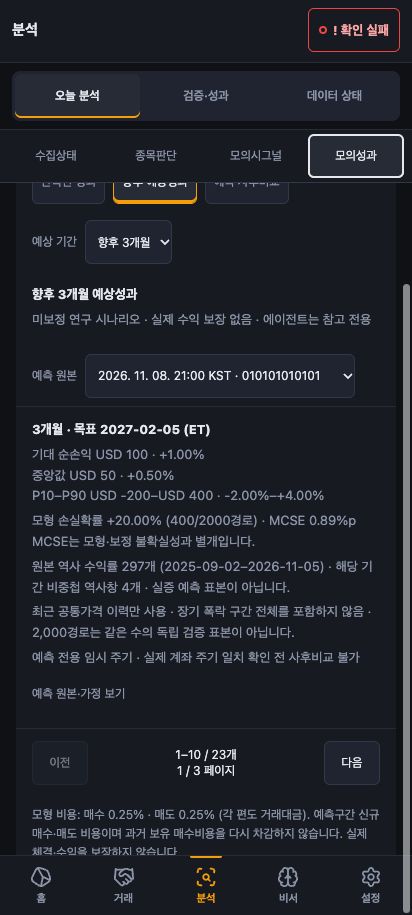 분석
! 확인 실패
오늘 분석
검증·성과
데이터 상태
수집상태
종목판단
모의시그널
모의성과
예상 기간
향후 3개월
향후 3개월 예상성과
미보정 연구 시나리오 · 실제 수익 보장 없음 · 에이전트는 참고 전용
예측 원본
2026. 11. 08. 21:00 KST · 010101010101
3개월 · 목표 2027-02-05 (ET)
기대 순손익 USD 100 · +1.00%
중앙값 USD 50 · +0.50%
P10–P90 USD -200–USD 400 · -2.00%–+4.00%
모형 손실확률 +20.00% (400/2000경로) · MCSE 0.89%p
MCSE는 모형·보정 불확실성과 별개입니다.
원본 역사 수익률 297개 (2025-09-02–2026-11-05) · 해당 기
간 비중첩 역사창 4개 · 실증 예측 표본이 아닙니다.
최근 공통가격 이력만 사용 · 장기 폭락 구간 전체를 포함하지 않음 ·
2,000경로는 같은 수의 독립 검증 표본이 아닙니다.
예측 전용 임시 주기 · 실제 계좌 주기 일치 확인 전 사후비교 불가
예측 원본·가정 보기
이전
1–10 / 23개
1 / 3 페이지
다음
모형 비용: 매수 0.25% · 매도 0.25% (각 편도 거래대금). 예측구간 신규
매수·매도 비용이며 과거 보유 매수비용을 다시 차감하지 않습니다. 실제
체결·수익을 보장하지 않습니다.
홈
거래
분석
비서
설정